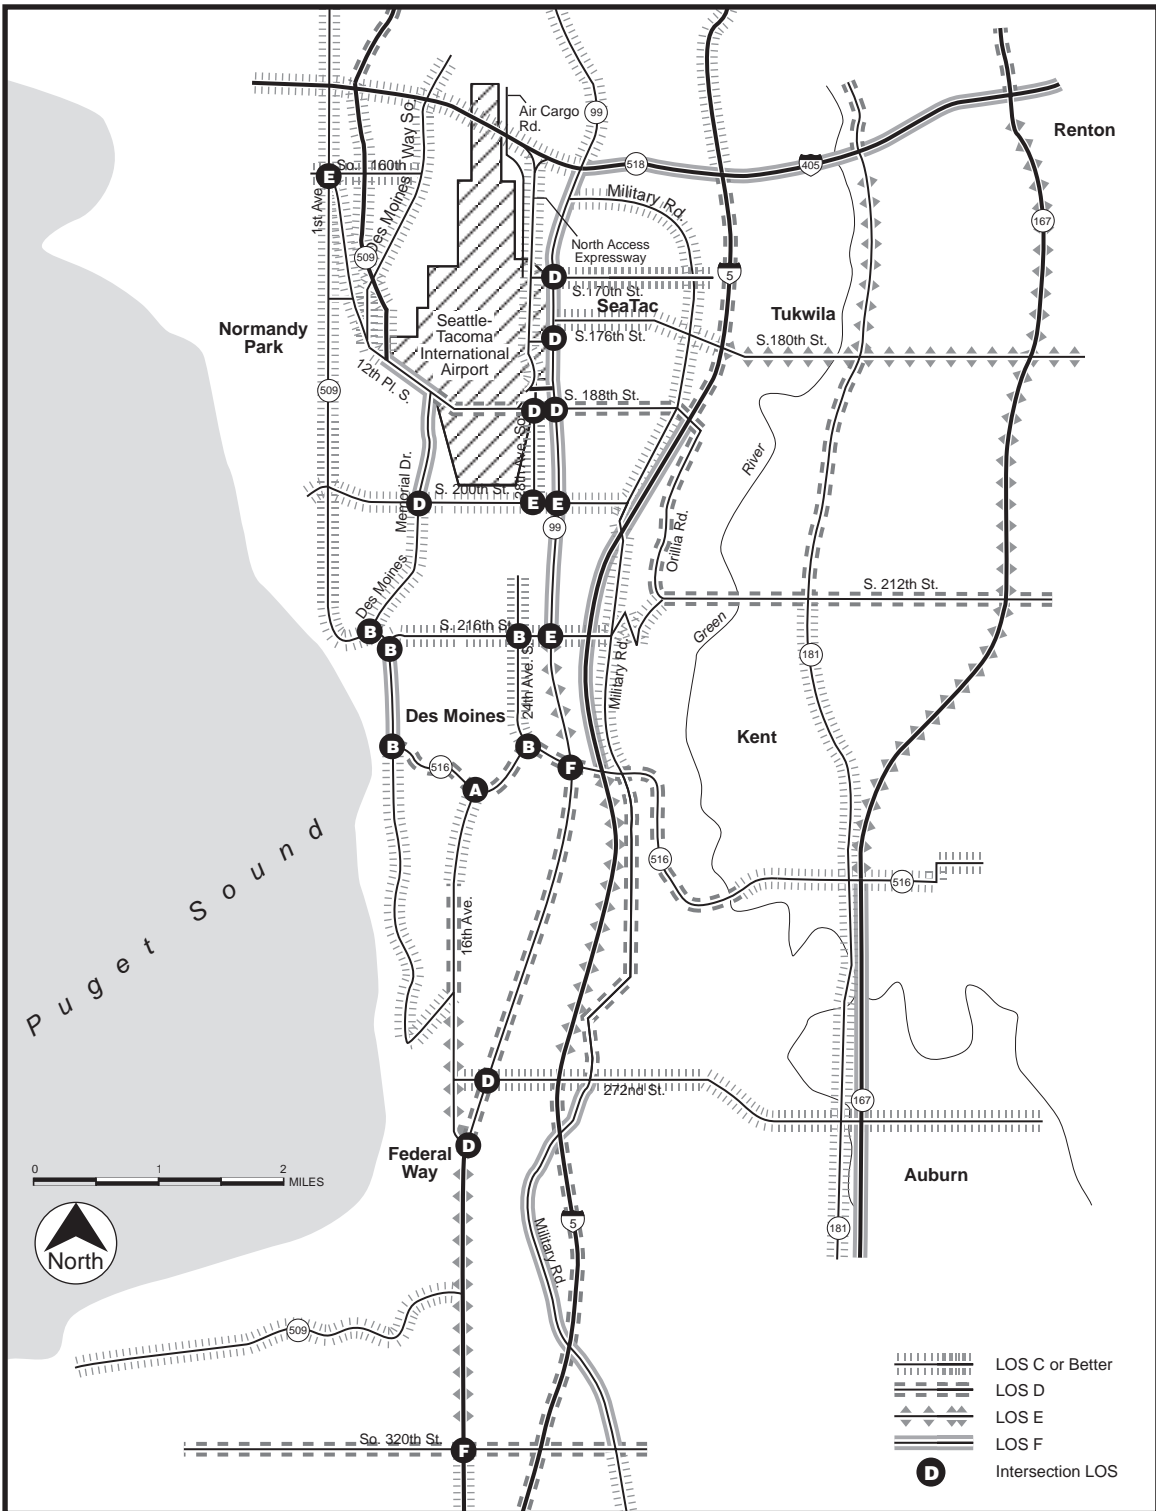 Air Cargo
Rd.
99
Renton
518
405
So. 160th
E
1st Ave.
Des Moines Way So.
Military Rd.
167
509
North Access
Expressway
D
S.170th St.
5
SeaTac
Tukwila
Normandy
Park
Seattle-
Tacoma
International
Airport
D
S.176th St.
S.180th St.
12th Pl. S.
509
D
D
S. 188th St.
28th Ave. So.
River
Memorial Dr.
D
S. 200th St.
E
E
99
Orillia Rd.
Des Moines
S. 212th St.
Green
B
B
S. 216th St.
B
E
24th Ave. S.
Military Rd.
181
Des Moines
Kent
B
516
B
F
A
Puget Sound
516
516
16th Ave.
D
272nd St.
167
D
Federal
Way
Auburn
0 1 2
MILES
North
5
181
Military Rd.
509
So. 320th St.
F
LOS C or Better
LOS D
LOS E
LOS F
D
Intersection LOS